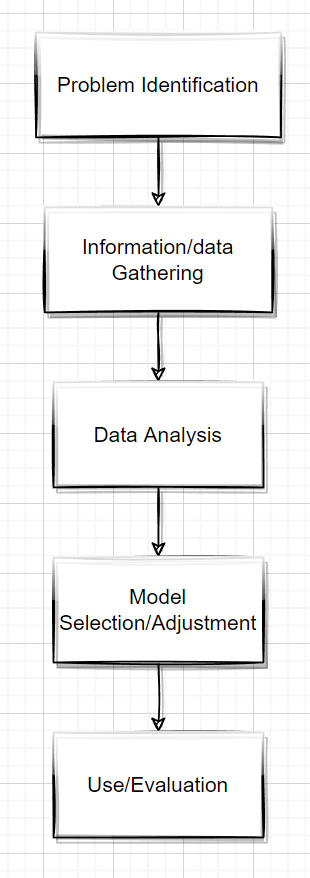 Problem Identification
Information/data
Gathering
Data Analysis
Model
Selection/Adjustment
Use/Evaluation